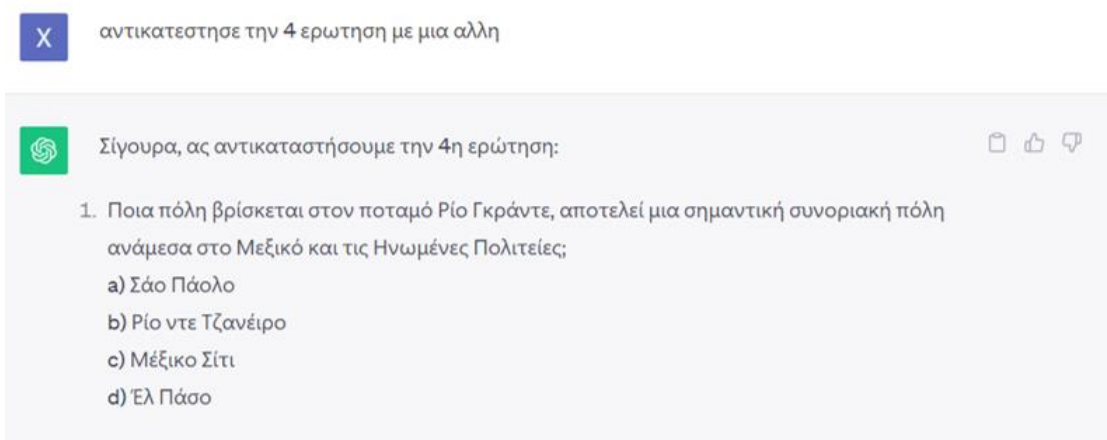 X
αντικατεστησε την 4 ερωτηση με μια αλλη
Σίγουρα, ας αντικαταστήσουμε την 4η ερώτηση:
1. Ποια πόλη βρίσκεται στον ποταμό Ρίο Γκράντε, αποτελεί μια σημαντική συνοριακή πόλη
ανάμεσα στο Μεξικό και τις Ηνωμένες Πολιτείες;
a) Σάο Πάολο
b) Ρίο ντε Τζανέιρο
c) Μέξικο Σίτι
d) Έλ Πάσο